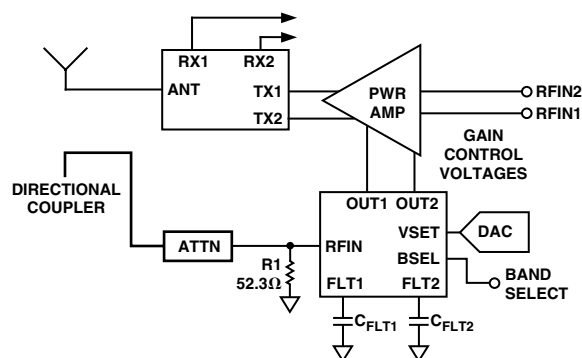 RX1 RX2
ANT
TX1
TX2
PWR
AMP
RFIN2
RFIN1
GAIN
CONTROL
VOLTAGES
DIRECTIONAL
COUPLER
ATTN
R1
52.3Ω
OUT1 OUT2
RFIN
VSET
BSEL
FLT1 FLT2
DAC
BAND
SELECT
CFLT1
CFLT2